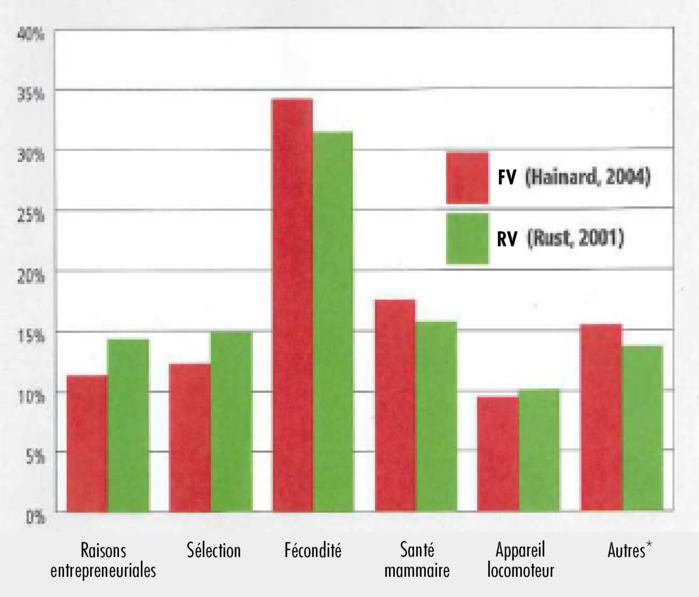 40%
35%
30%
25%
20%
15%
10%
5%
0%
FV (Hainard, 2004)
RV (Rust, 2001)
Raisons
entrepreneuriales
Sélection
Fécondité
Santé
mammaire
Appareil
locomoteur
Autres*